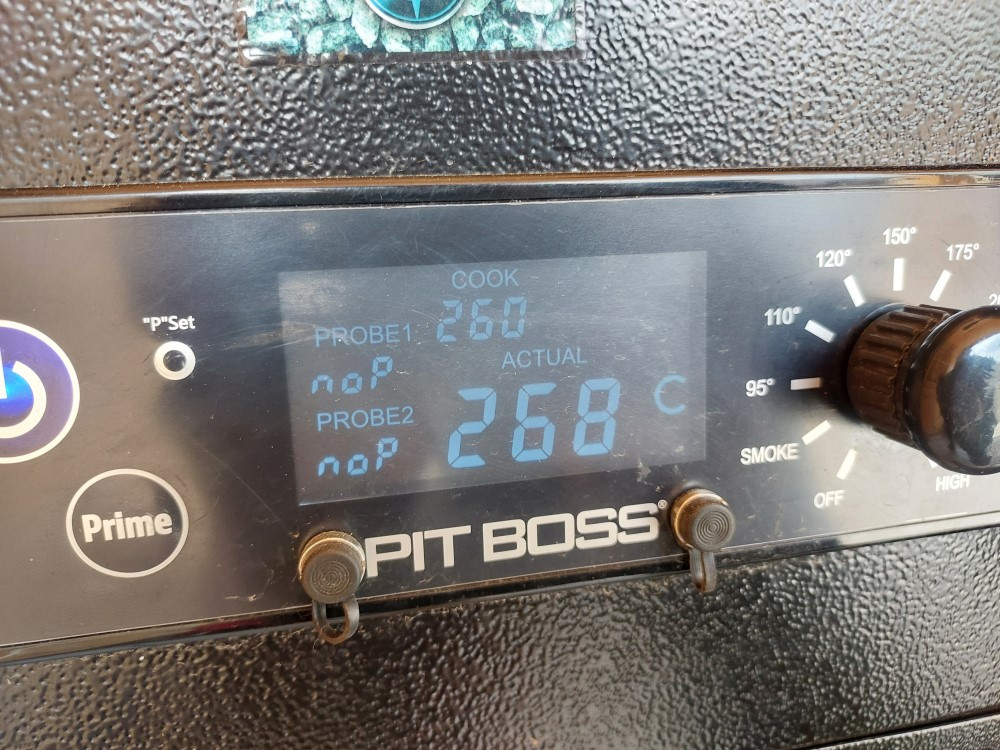 "P"Set
Prime
COOK
260
PROBE1
noP
ACTUAL
268 C
PROBE2
noP
PIT BOSS®
OFF
SMOKE
95°
110°
120°
150°
175°
HIGH